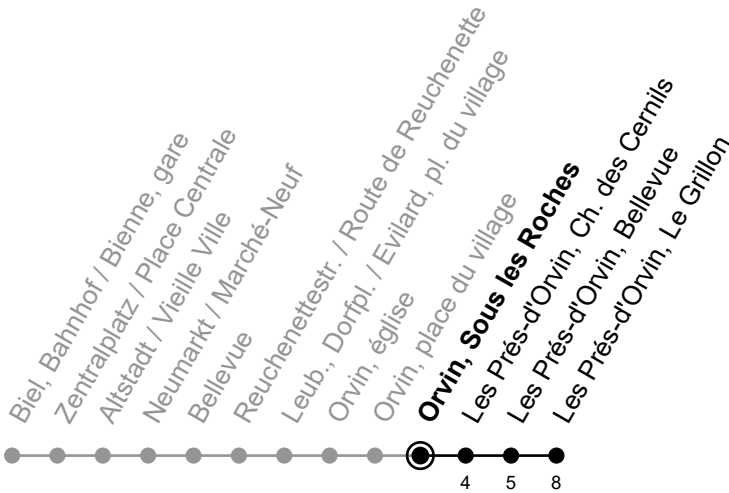 Biel, Bahnhof / Bienne, gare
Zentralplatz / Place Centrale
Altstadt / Vieille Ville
Neumarkt / Marché-Neuf
Bellevue
Reuchenettestr. / Route de Reuchenette
Leub., Dorfpl. / Evilard, pl. du village
Orvin, église
Orvin, place du village
Orvin, Sous les Roches
Les Prés-d'Orvin, Ch. des Cernils
Les Prés-d'Orvin, Bellevue
Les Prés-d'Orvin, Le Grillon
4 5 8